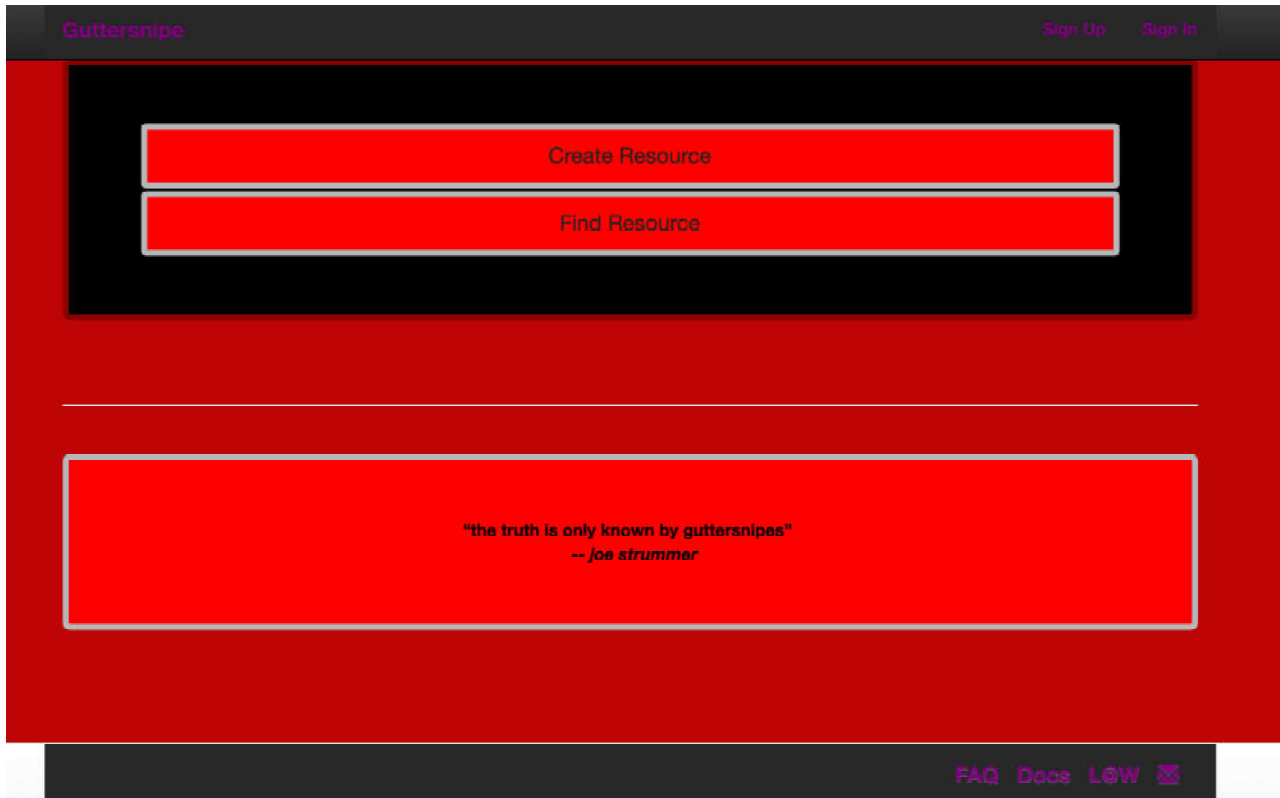 Guttersnipe Sign Up Sign In
Create Resource
Find Resource
"the truth is only known by guttersnipes"
-- joe strummer
FAQ Docs L@W